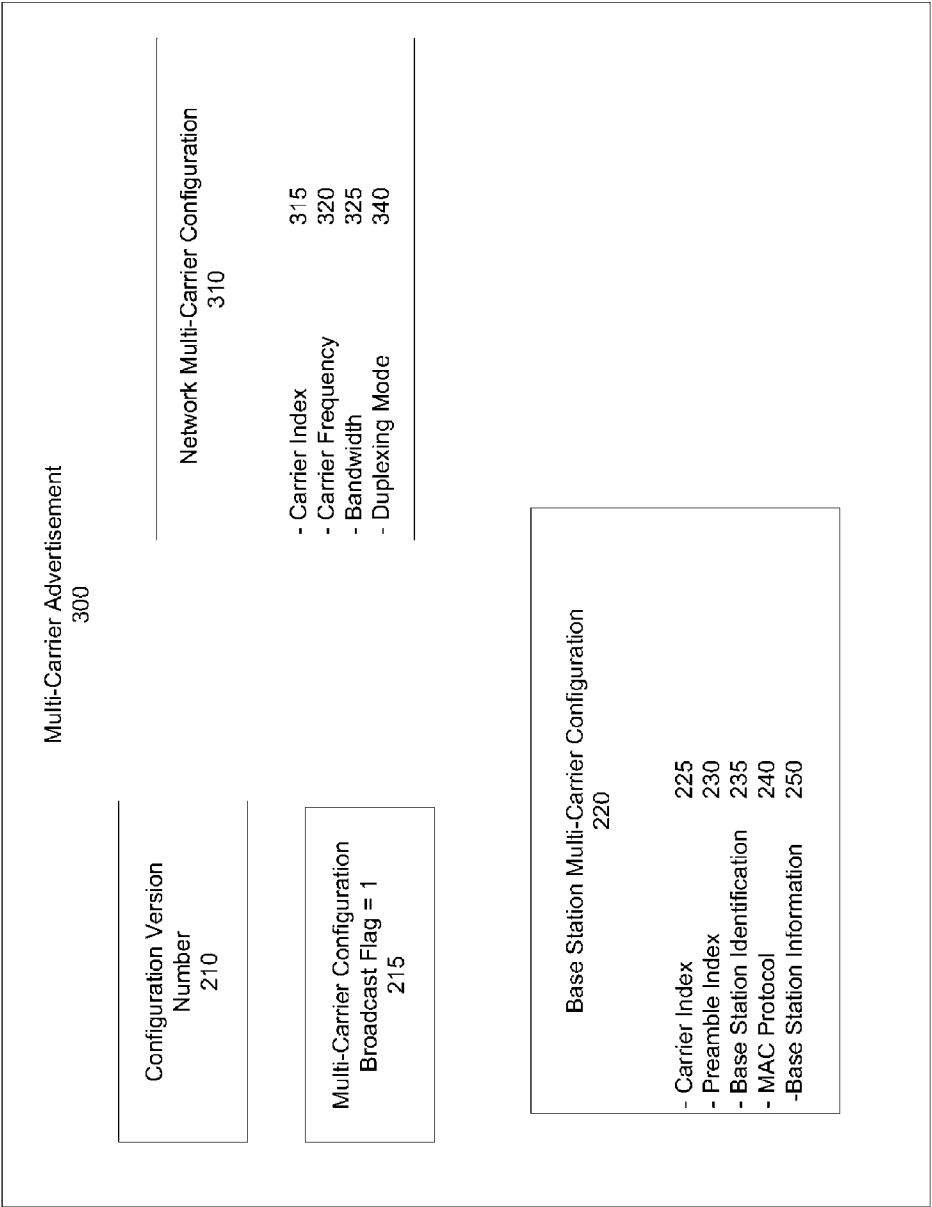 Multi-Carrier Advertisement
300
Configuration Version
Number
210
Network Multi-Carrier Configuration
310
- Carrier Index 315
- Carrier Frequency 320
- Bandwidth 325
- Duplexing Mode 340
Multi-Carrier Configuration
Broadcast Flag = 1
215
Base Station Multi-Carrier Configuration
220
- Carrier Index 225
- Preamble Index 230
- Base Station Identification 235
- MAC Protocol 240
-Base Station Information 250